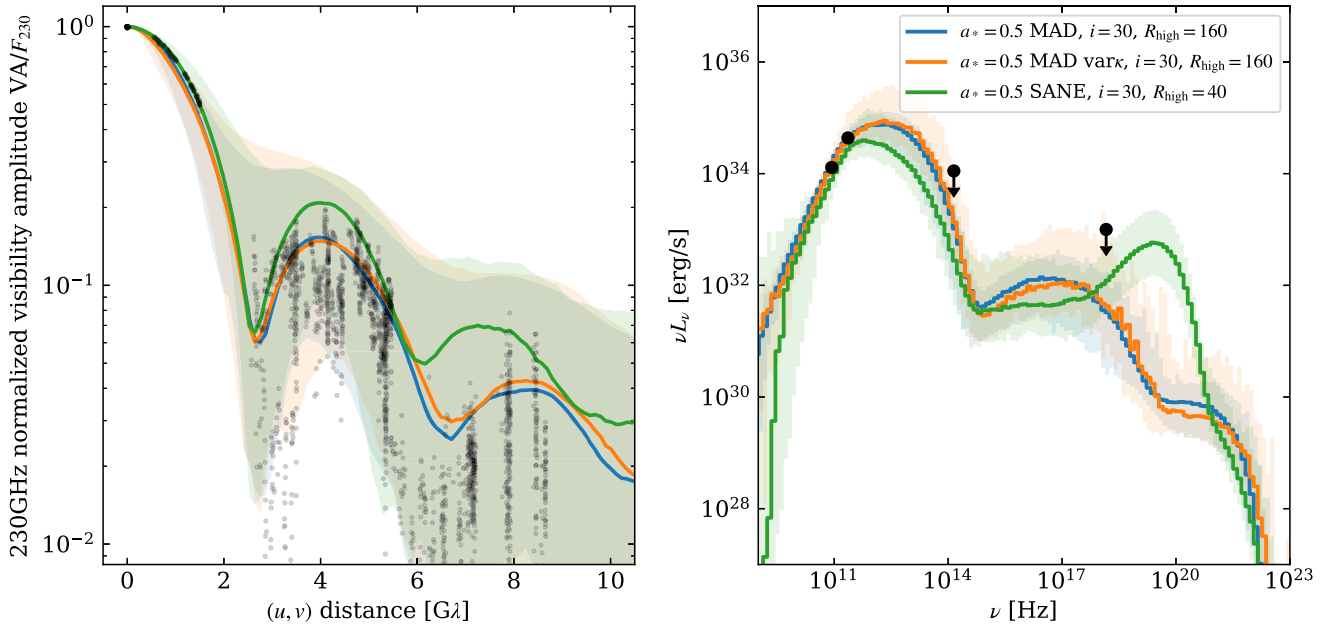 230GHz normalized visibility amplitude VA/F₂₃₀
10⁰
10⁻¹
10⁻²
0 2 4 6 8 10
(u, v) distance [Gλ]
νLν [erg/s]
10³⁶
10³⁴
10³²
10³⁰
10²⁸
a* = 0.5 MAD, i = 30, R_high = 160
a* = 0.5 MAD varκ, i = 30, R_high = 160
a* = 0.5 SANE, i = 30, R_high = 40
10¹¹ 10¹⁴ 10¹⁷ 10²⁰ 10²³
ν [Hz]